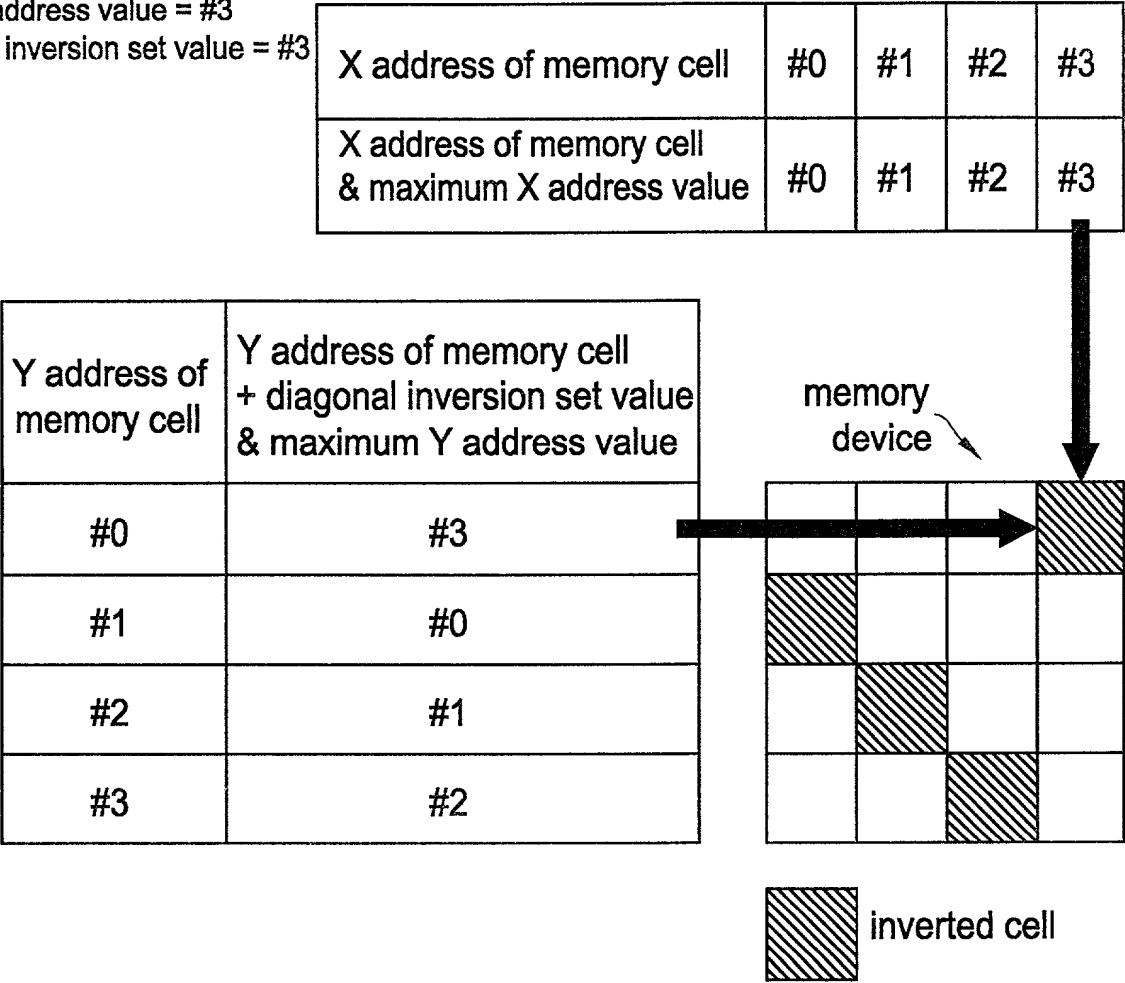 address value = #3
inversion set value = #3
X address of memory cell #0 #1 #2 #3
X address of memory cell
& maximum X address value #0 #1 #2 #3
Y address of
memory cell
Y address of memory cell
+ diagonal inversion set value
& maximum Y address value
memory
device
#0 #3
#1 #0
#2 #1
#3 #2
inverted cell